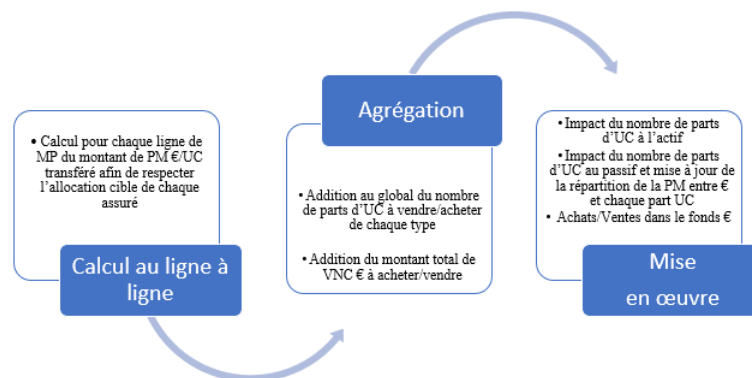 • Calcul pour chaque ligne de
MP du montant de PM €/UC
transféré afin de respecter
l'allocation cible de chaque
assuré
Calcul au ligne à
ligne
Agrégation
•Addition au global du nombre
de parts d'UC à vendre/acheter
de chaque type
•Addition du montant total de
VNC € à acheter/vendre
•Impact du nombre de parts
d'UC à l'actif
•Impact du nombre de parts
d'UC au passif et mise à jour de
la répartition de la PM entre €
et chaque part UC
•Achats/Ventes dans le fonds €
Mise
en œuvre